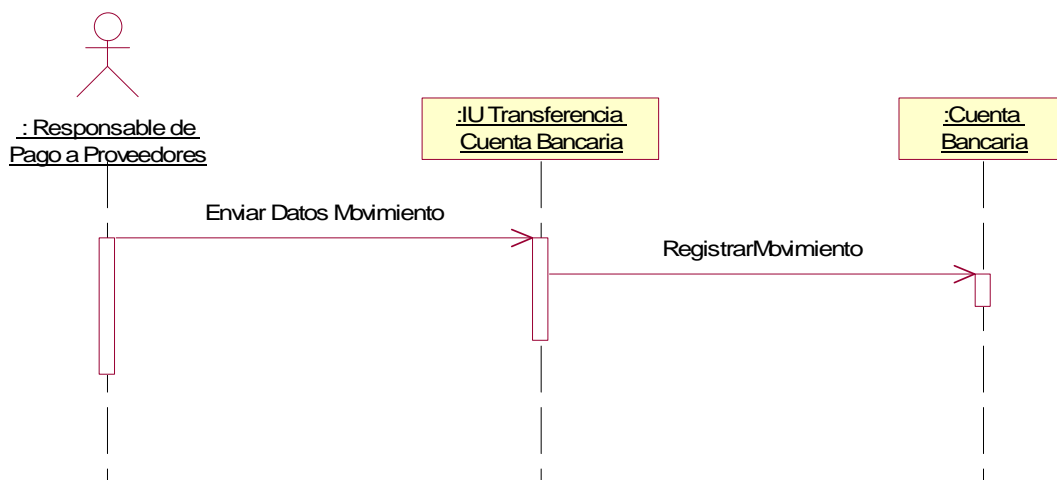 : Responsable de
Pago a Proveedores
:IU Transferencia
Cuenta Bancaria
:Cuenta
Bancaria
Enviar Datos Movimiento
RegistrarMovimiento